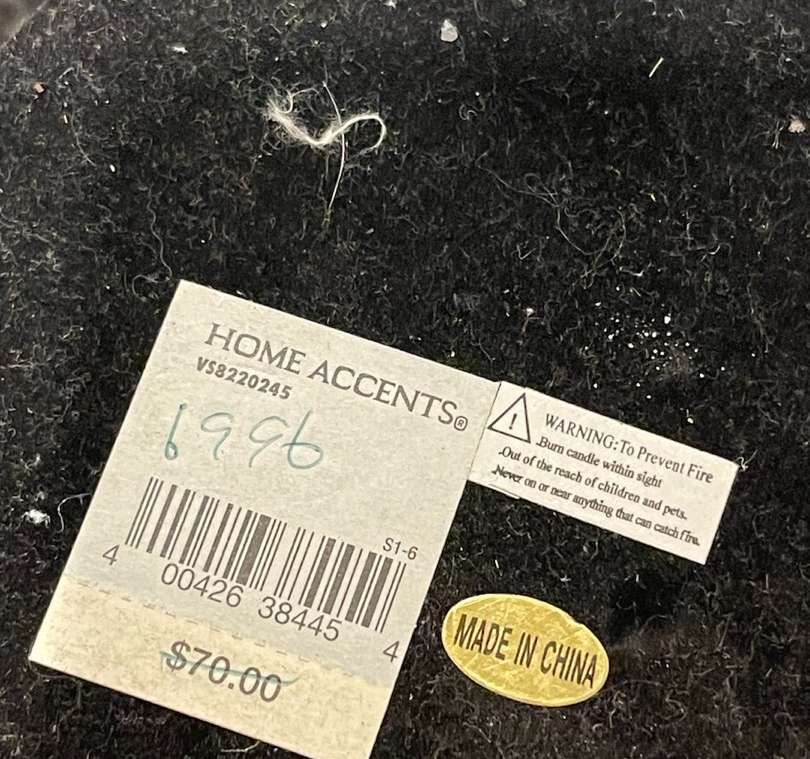 HOME ACCENTS®
VS8220245
6996
S1-6
4 00426 38445 4
$70.00
WARNING:To Prevent Fire
.Burn candle within sight
.Out of the reach of children and pets.
.Never on or near anything that can catch fire.
MADE IN CHINA